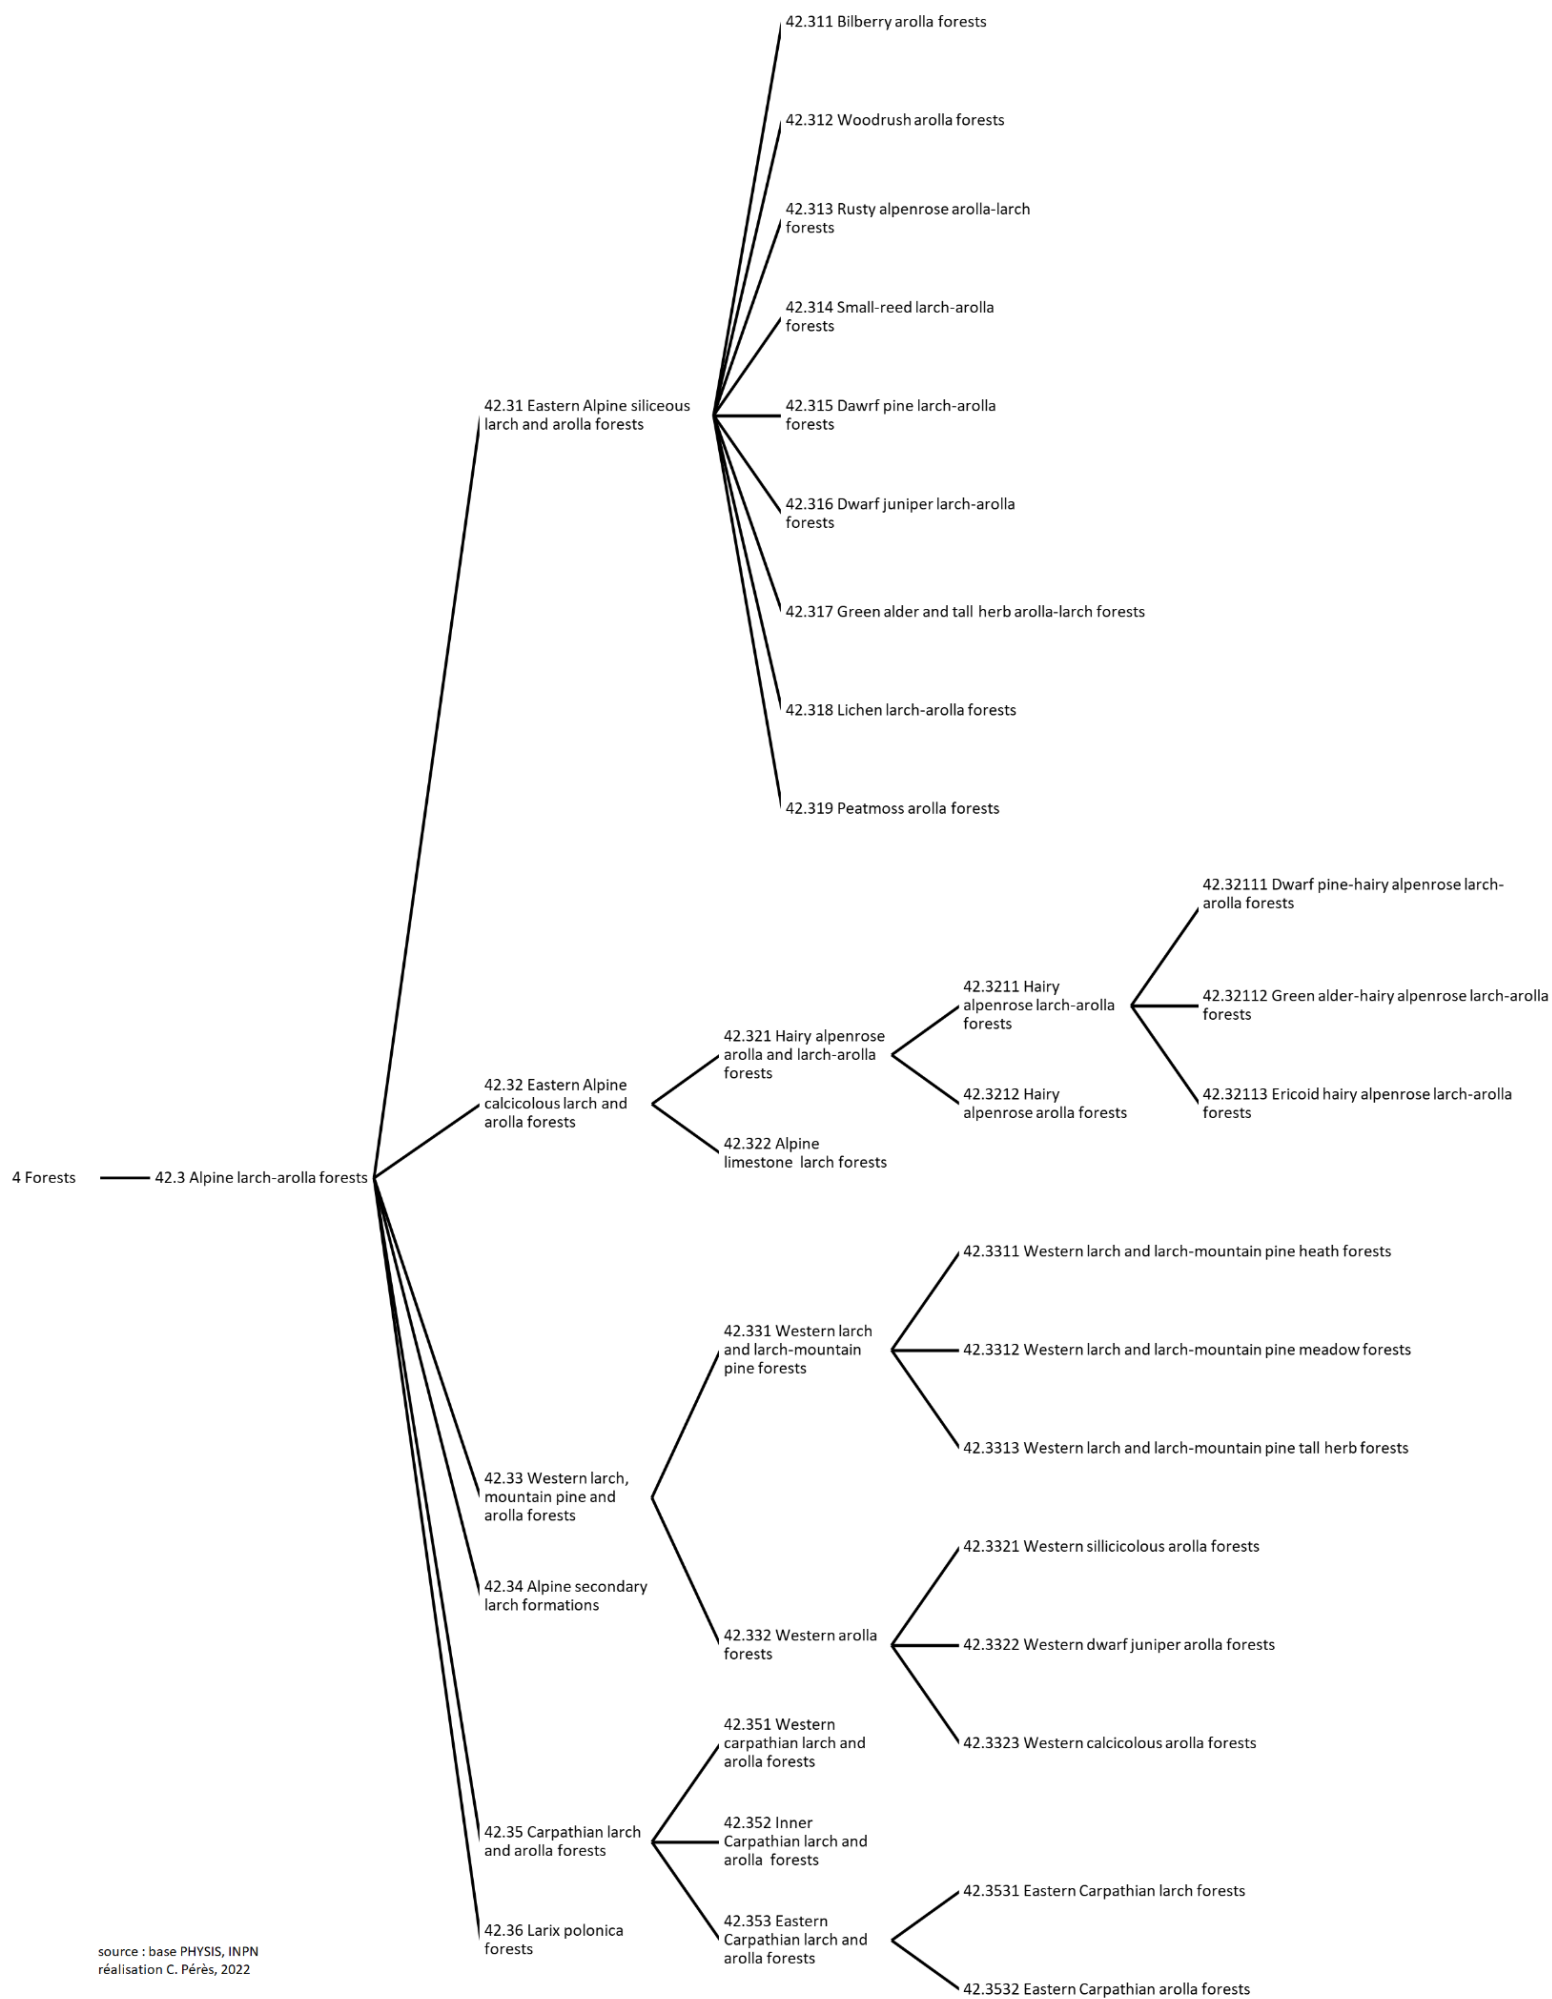 42.311 Bilberry arolla forests
42.312 Woodrush arolla forests
42.313 Rusty alpenrose arolla-larch
forests
42.314 Small-reed larch-arolla
forests
42.31 Eastern Alpine siliceous
larch and arolla forests
42.315 Dawrf pine larch-arolla
forests
42.316 Dwarf juniper larch-arolla
forests
42.317 Green alder and tall herb arolla-larch forests
42.318 Lichen larch-arolla forests
42.319 Peatmoss arolla forests
42.32111 Dwarf pine-hairy alpenrose larch-
arolla forests
42.3211 Hairy
alpenrose larch-arolla
forests
42.32112 Green alder-hairy alpenrose larch-arolla
forests
42.321 Hairy alpenrose
arolla and larch-arolla
forests
42.32 Eastern Alpine
calcicolous larch and
arolla forests
42.3212 Hairy
alpenrose arolla forests
42.32113 Ericoid hairy alpenrose larch-arolla
forests
42.322 Alpine
limestone larch forests
4 Forests
42.3 Alpine larch-arolla forests
42.3311 Western larch and larch-mountain pine heath forests
42.331 Western larch
and larch-mountain
pine forests
42.3312 Western larch and larch-mountain pine meadow forests
42.3313 Western larch and larch-mountain pine tall herb forests
42.33 Western larch,
mountain pine and
arolla forests
42.3321 Western sillicicolous arolla forests
42.34 Alpine secondary
larch formations
42.332 Western arolla
forests
42.3322 Western dwarf juniper arolla forests
42.3323 Western calcicolous arolla forests
42.351 Western
carpathian larch and
arolla forests
42.35 Carpathian larch
and arolla forests
42.352 Inner
Carpathian larch and
arolla forests
42.3531 Eastern Carpathian larch forests
42.36 Larix polonica
forests
42.353 Eastern
Carpathian larch and
arolla forests
42.3532 Eastern Carpathian arolla forests
source : base PHYSIS, INPN
réalisation C. Pérès, 2022